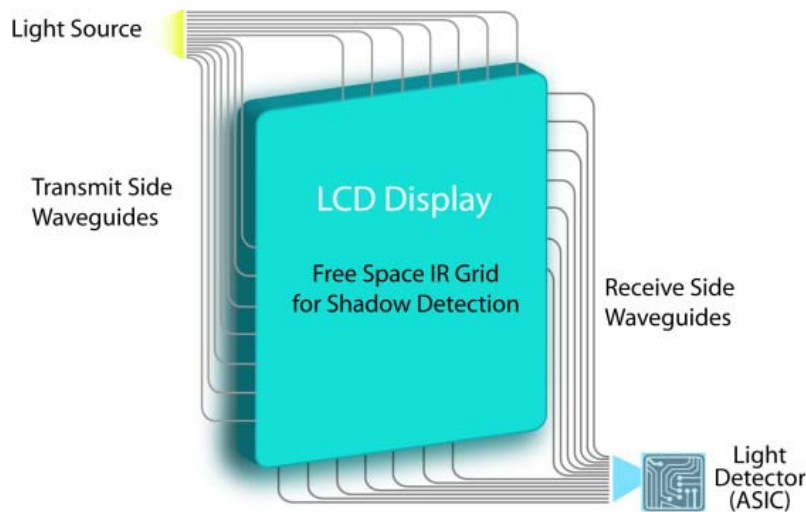 Light Source
Transmit Side
Waveguides
LCD Display
Free Space IR Grid
for Shadow Detection
Receive Side
Waveguides
Light
Detector
(ASIC)